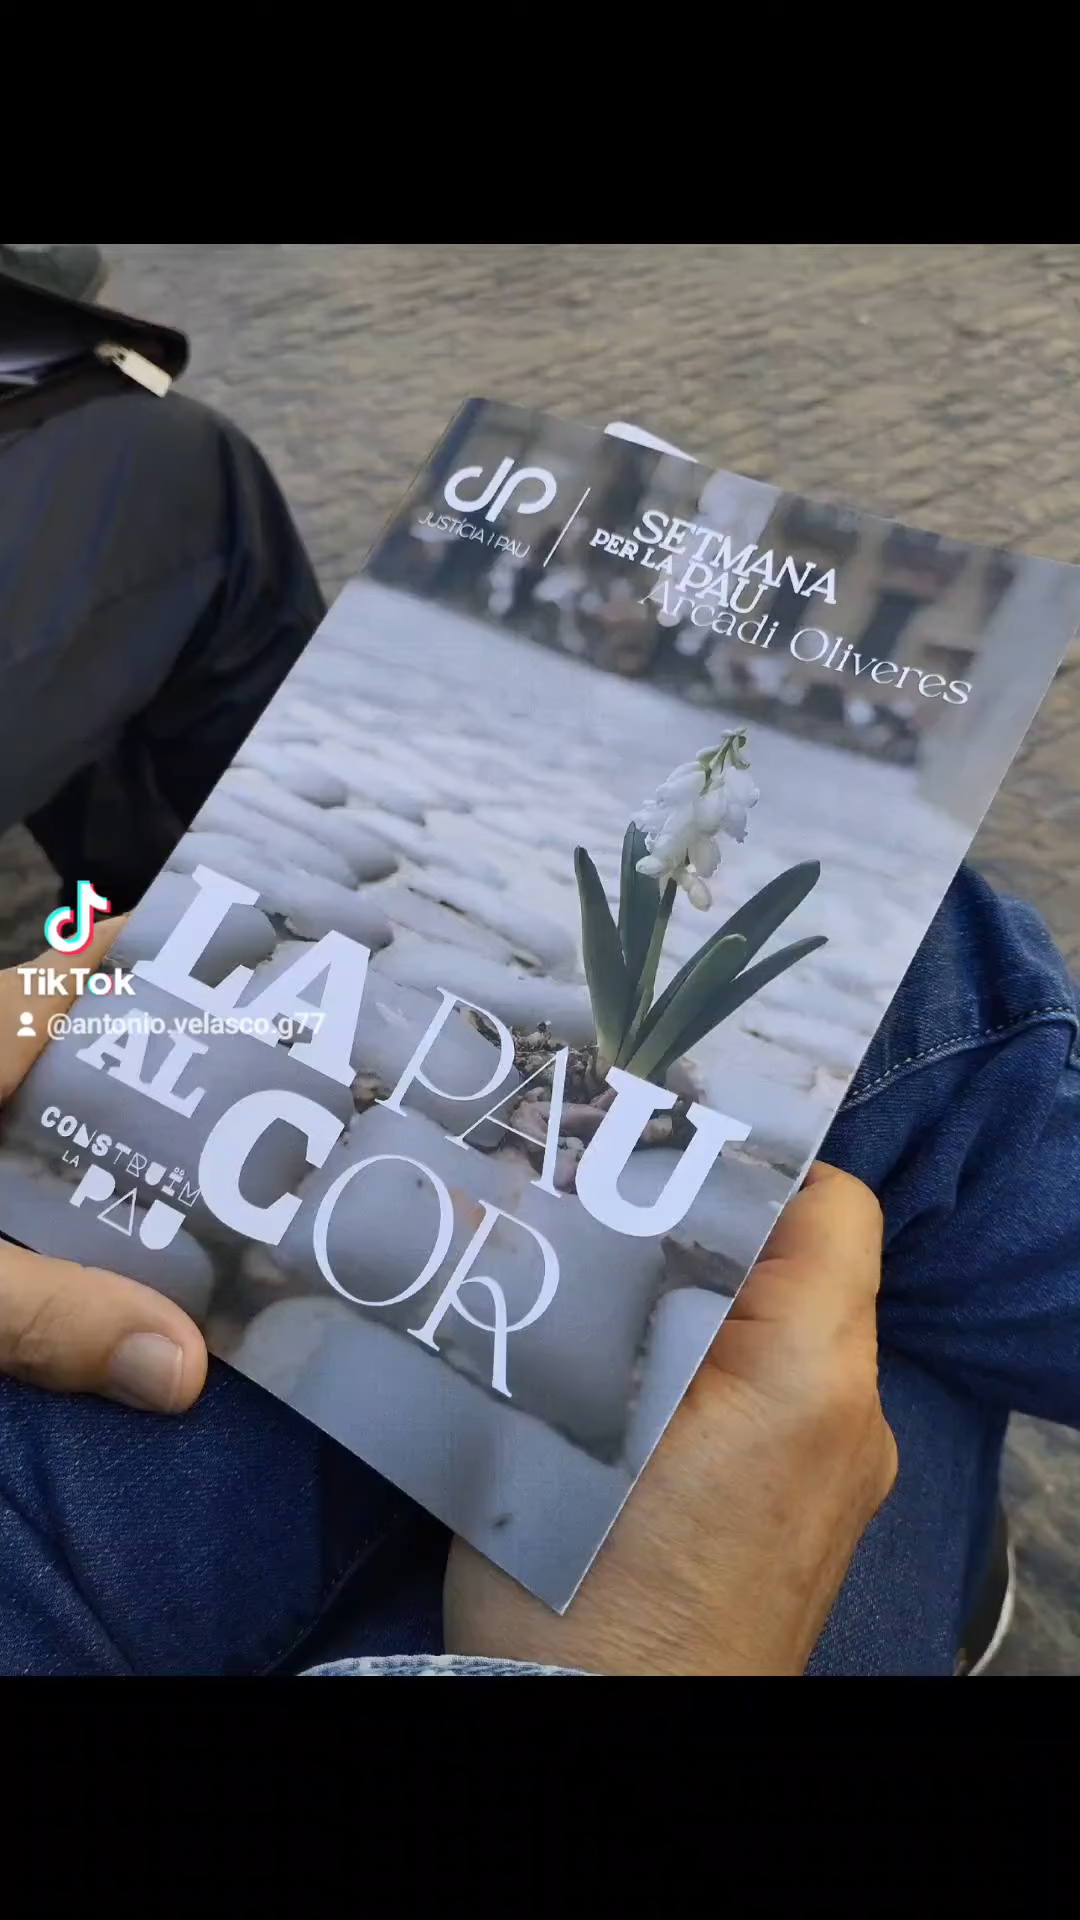 JUSTÍCIA I PAU
SETMANA
PER LA PAU
Arcadi Oliveres
LA PAU
AL COR
CONSTRUÏM
LA
PAU
TikTok
@antonio.velasco.g77